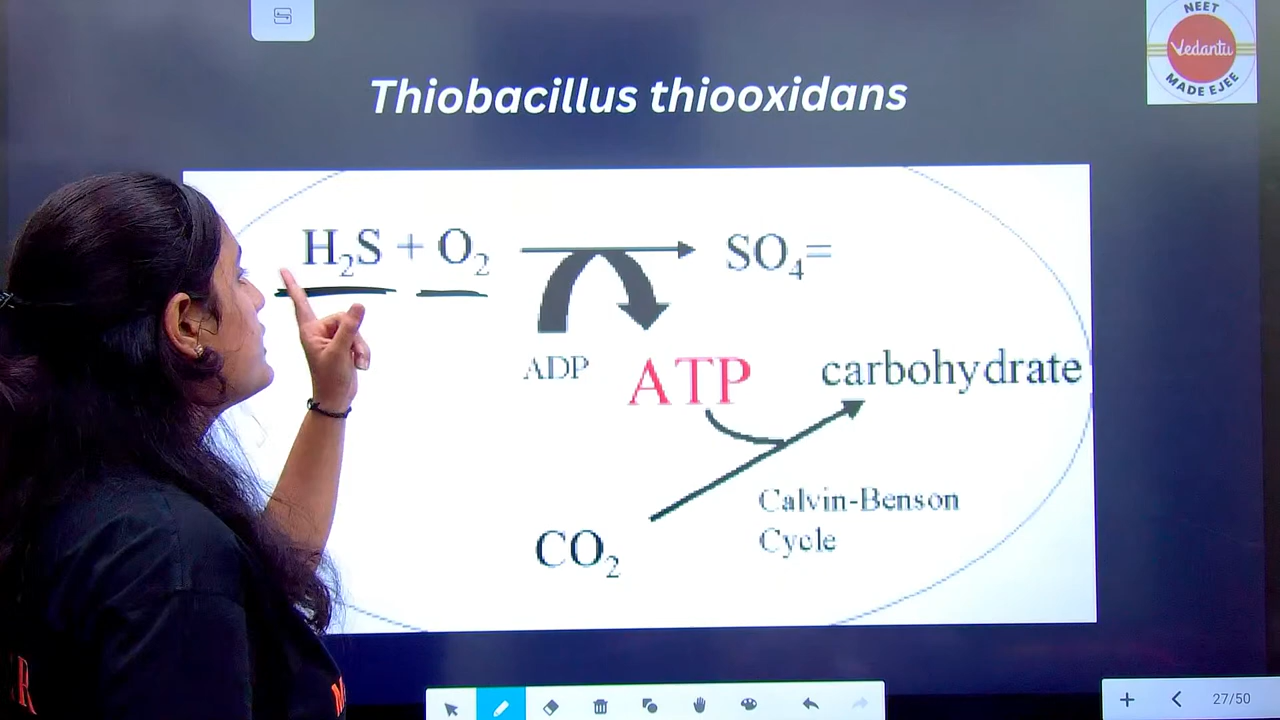 NEET
Vedantu
MADE EJEE
Thiobacillus thiooxidans
H₂S + O₂
SO₄=
ADP
ATP
carbohydrate
Calvin-Benson
Cycle
CO₂
27/50